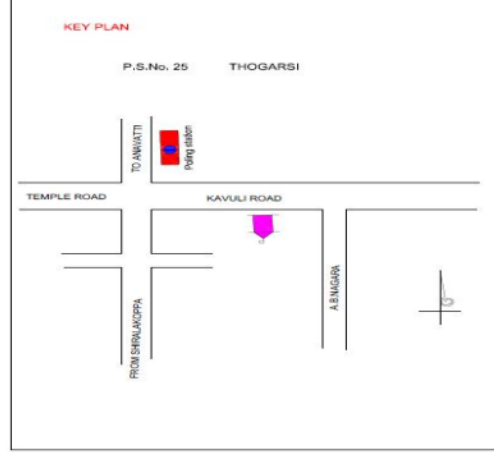 KEY PLAN
P.S.No. 25 THOGARSI
TO ANAVATTI
Polling station
TEMPLE ROAD
KAVULI ROAD
A.B.NAGARA
FROM SHIRALAKOPPA